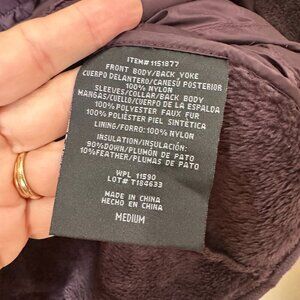 ITEM# 1151877
FRONT BODY/BACK YOKE
CUERPO DELANTERO/CANESÚ POSTERIOR
100% NYLON
SLEEVES/COLLAR/BACK BODY
MANGAS/CUELLO/CUERPO DE LA ESPALDA
100% POLYESTER FAUX FUR
100% POLIÉSTER PIEL SINTÉTICA
LINING/FORRO: 100% NYLON
INSULATION/INSULACIÓN:
90% DOWN/PLUMÓN DE PATO
10% FEATHER/PLUMAS DE PATO
WPL 11590
LOT# T184633
MADE IN CHINA
HECHO EN CHINA
MEDIUM